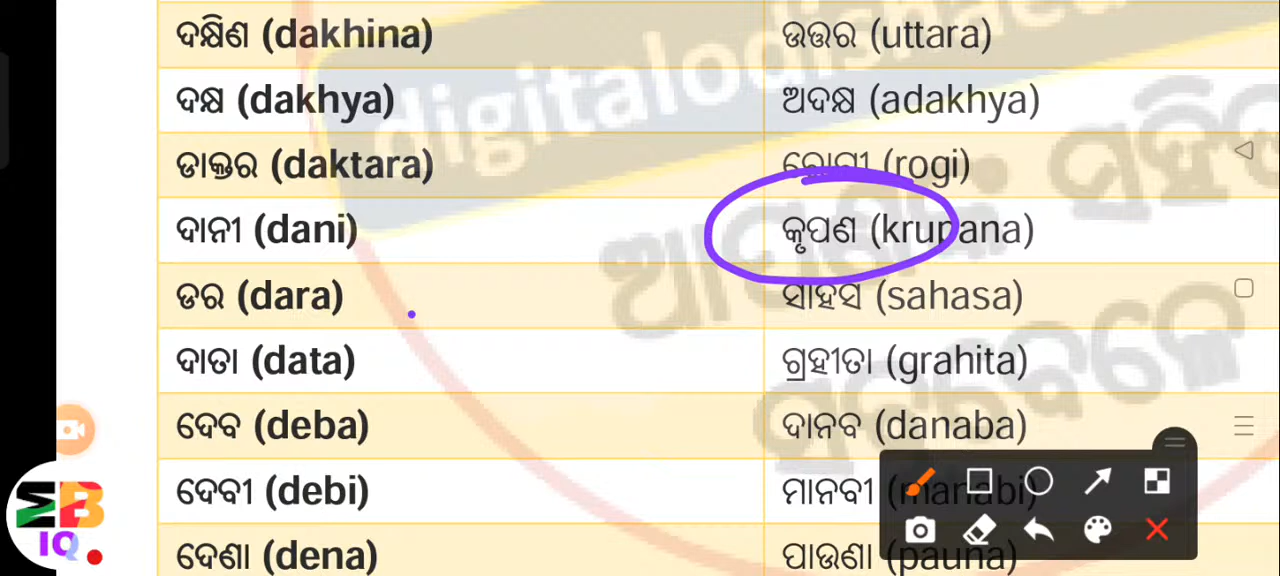 ଦକ୍ଷିଣ (dakhina) ଉତ୍ତର (uttara)
ଦକ୍ଷ (dakhya) ଅଦକ୍ଷ (adakhya)
ଡାକ୍ତର (daktara) ରୋଗୀ (rogi)
ଦାନୀ (dani) କୃପଣ (krupana)
ଡର (dara) ସାହସ (sahasa)
ଦାତା (data) ଗ୍ରହୀତା (grahita)
ଦେବ (deba) ଦାନବ (danaba)
ଦେବୀ (debi) ମାନବୀ (manabi)
ଦେଣା (dena) ପାଉଣା (pauna)
IQ